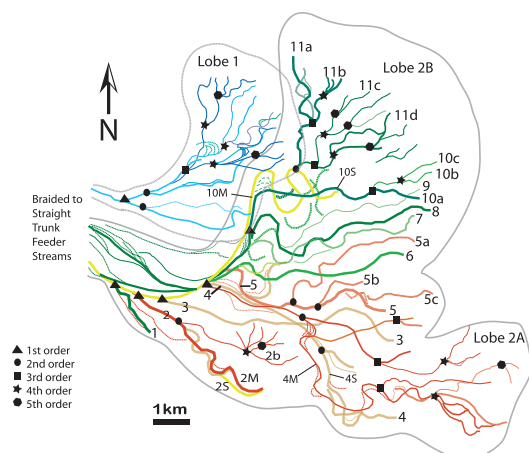 11a
Lobe 1
11b
Lobe 2B
11c
11d
N
10c
10b
10S
9
10M
10a
Braided to
Straight
Trunk
Feeder
Streams
8
7
5a
6
5
4
5b
5c
3
2
5
1
3
Lobe 2A
2b
1st order
2nd order
3rd order
4th order
5th order
2M
4M
4S
2S
4
1km